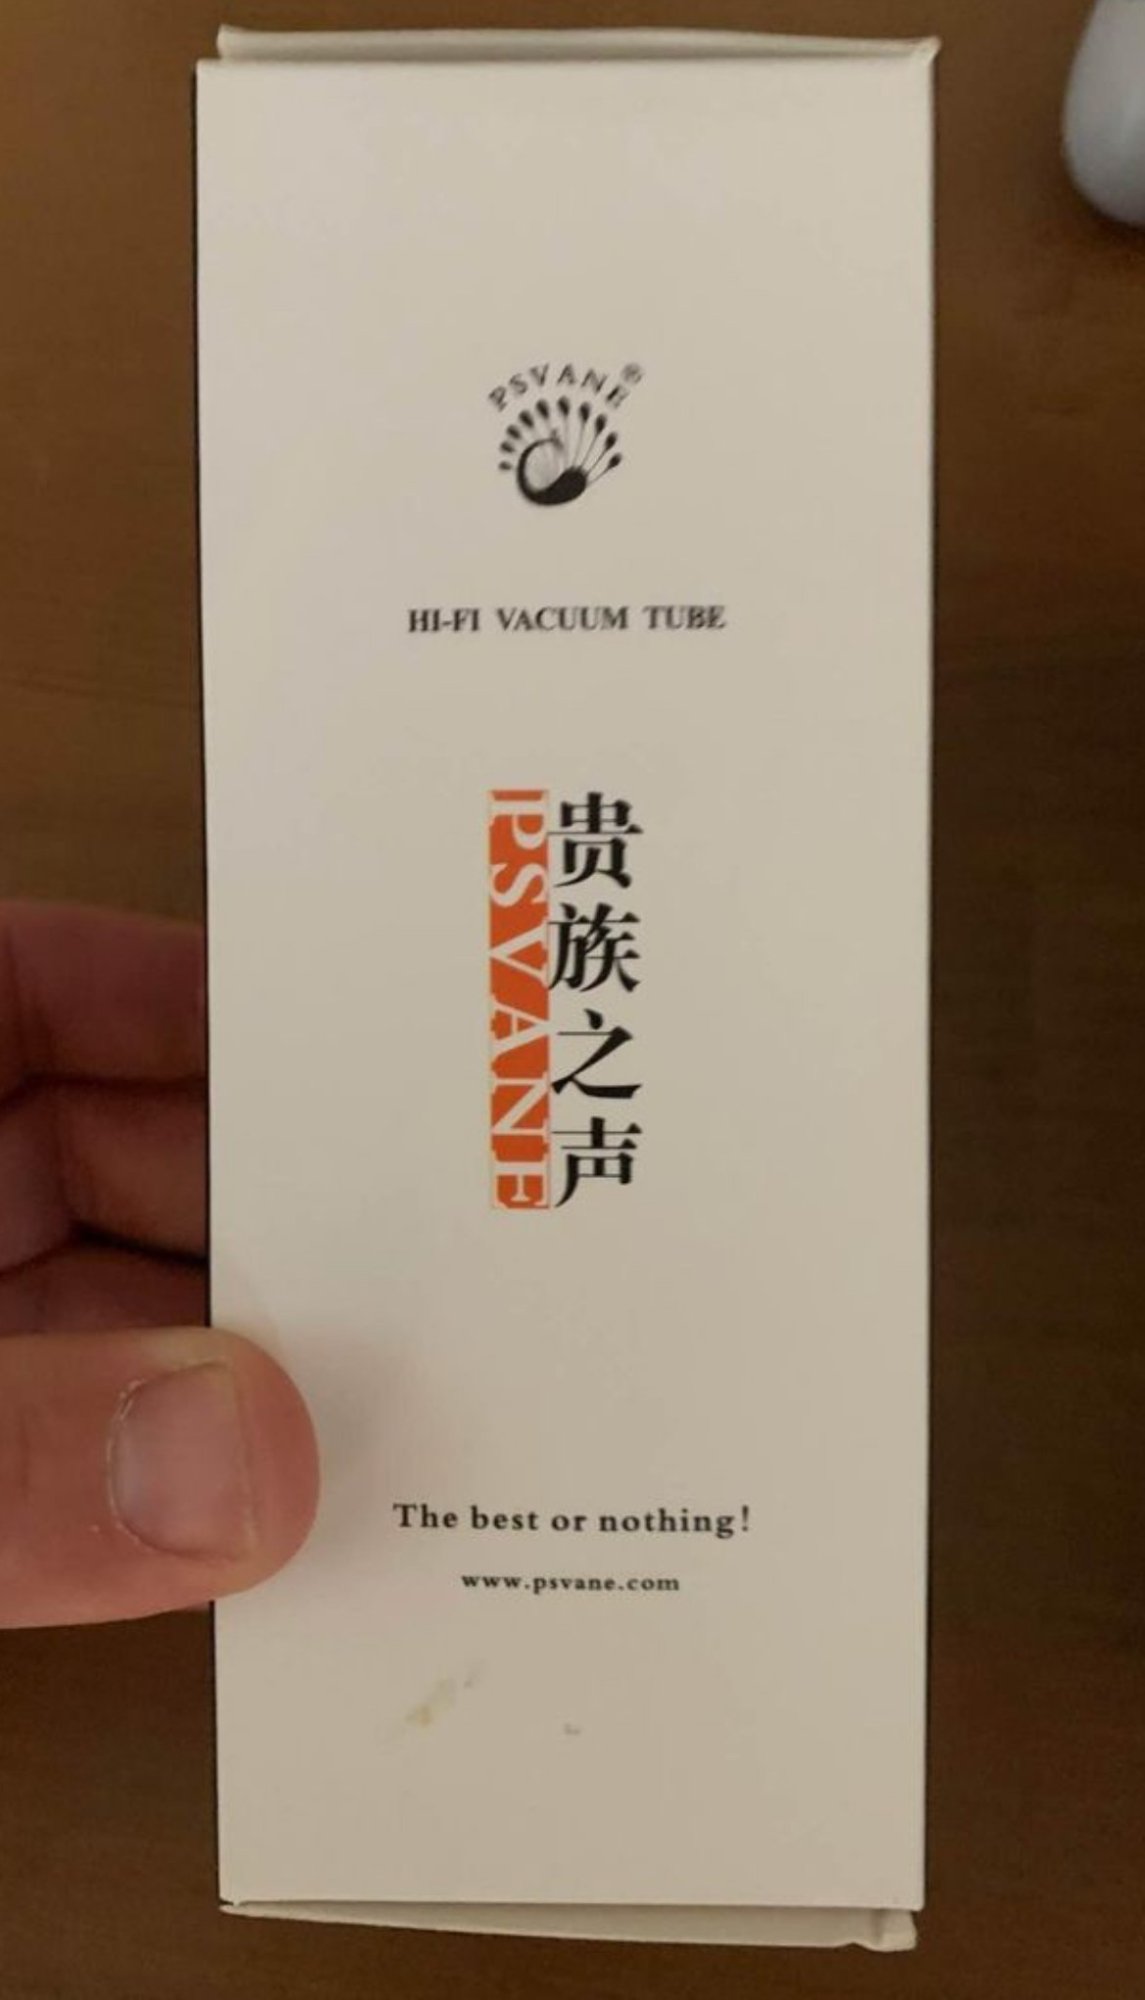 PSVANE®
HI-FI VACUUM TUBE
贵族之声
PSVANE
The best or nothing!
www.psvane.com